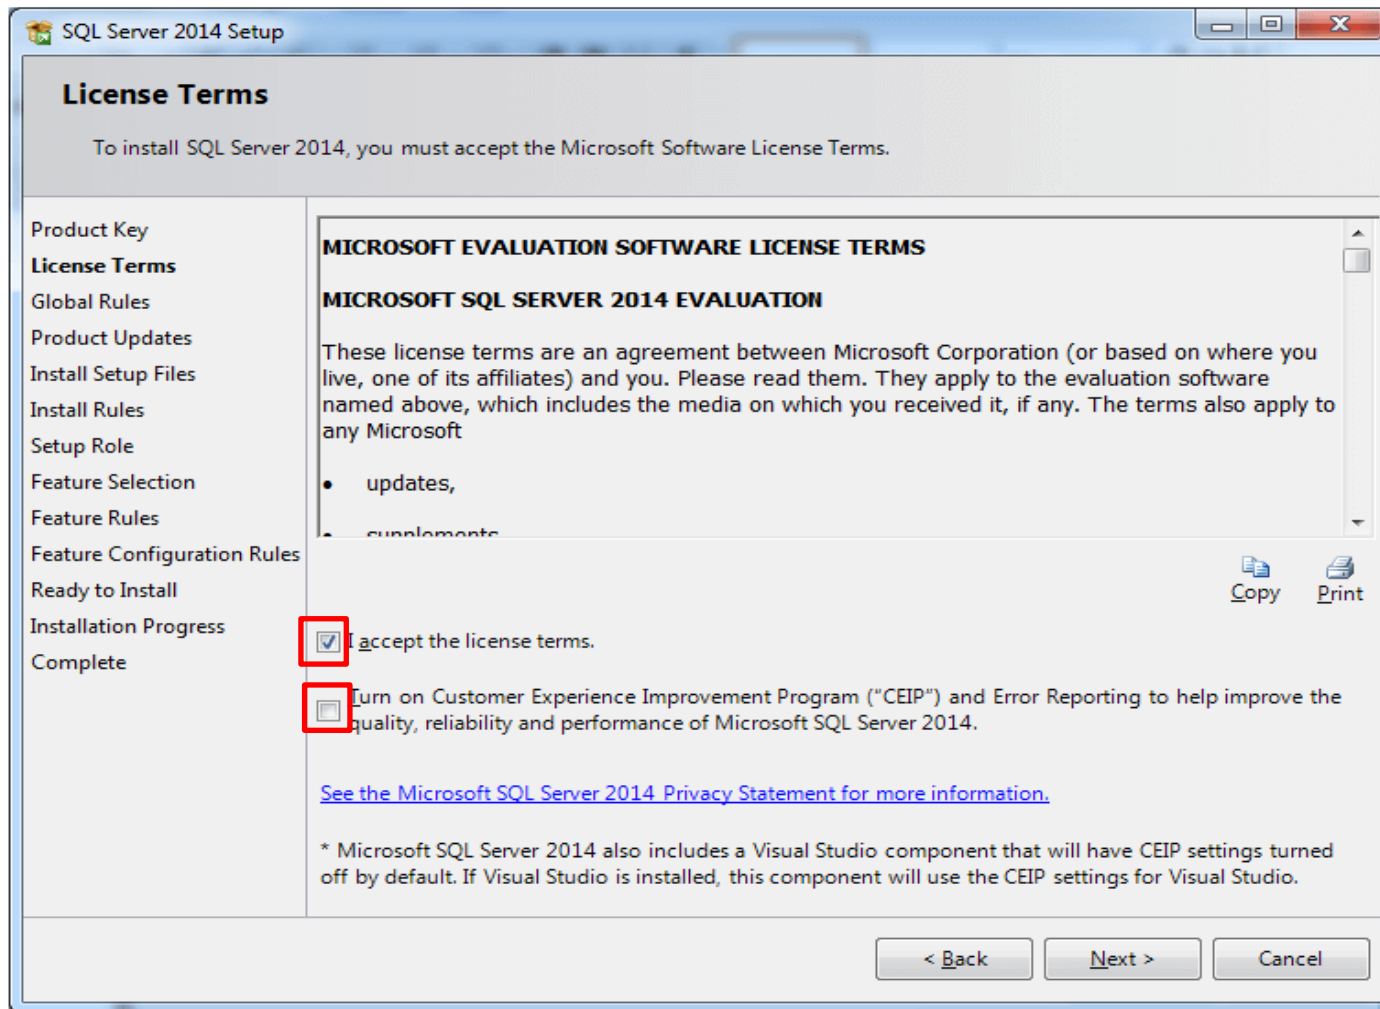 SQL Server 2014 Setup
License Terms
To install SQL Server 2014, you must accept the Microsoft Software License Terms.
Product Key
License Terms
Global Rules
Product Updates
Install Setup Files
Install Rules
Setup Role
Feature Selection
Feature Rules
Feature Configuration Rules
Ready to Install
Installation Progress
Complete
MICROSOFT EVALUATION SOFTWARE LICENSE TERMS
MICROSOFT SQL SERVER 2014 EVALUATION
These license terms are an agreement between Microsoft Corporation (or based on where you
live, one of its affiliates) and you. Please read them. They apply to the evaluation software
named above, which includes the media on which you received it, if any. The terms also apply to
any Microsoft
• updates,
• supplements
Copy
Print
I accept the license terms.
Turn on Customer Experience Improvement Program ("CEIP") and Error Reporting to help improve the
quality, reliability and performance of Microsoft SQL Server 2014.
See the Microsoft SQL Server 2014 Privacy Statement for more information.
* Microsoft SQL Server 2014 also includes a Visual Studio component that will have CEIP settings turned
off by default. If Visual Studio is installed, this component will use the CEIP settings for Visual Studio.
< Back
Next >
Cancel